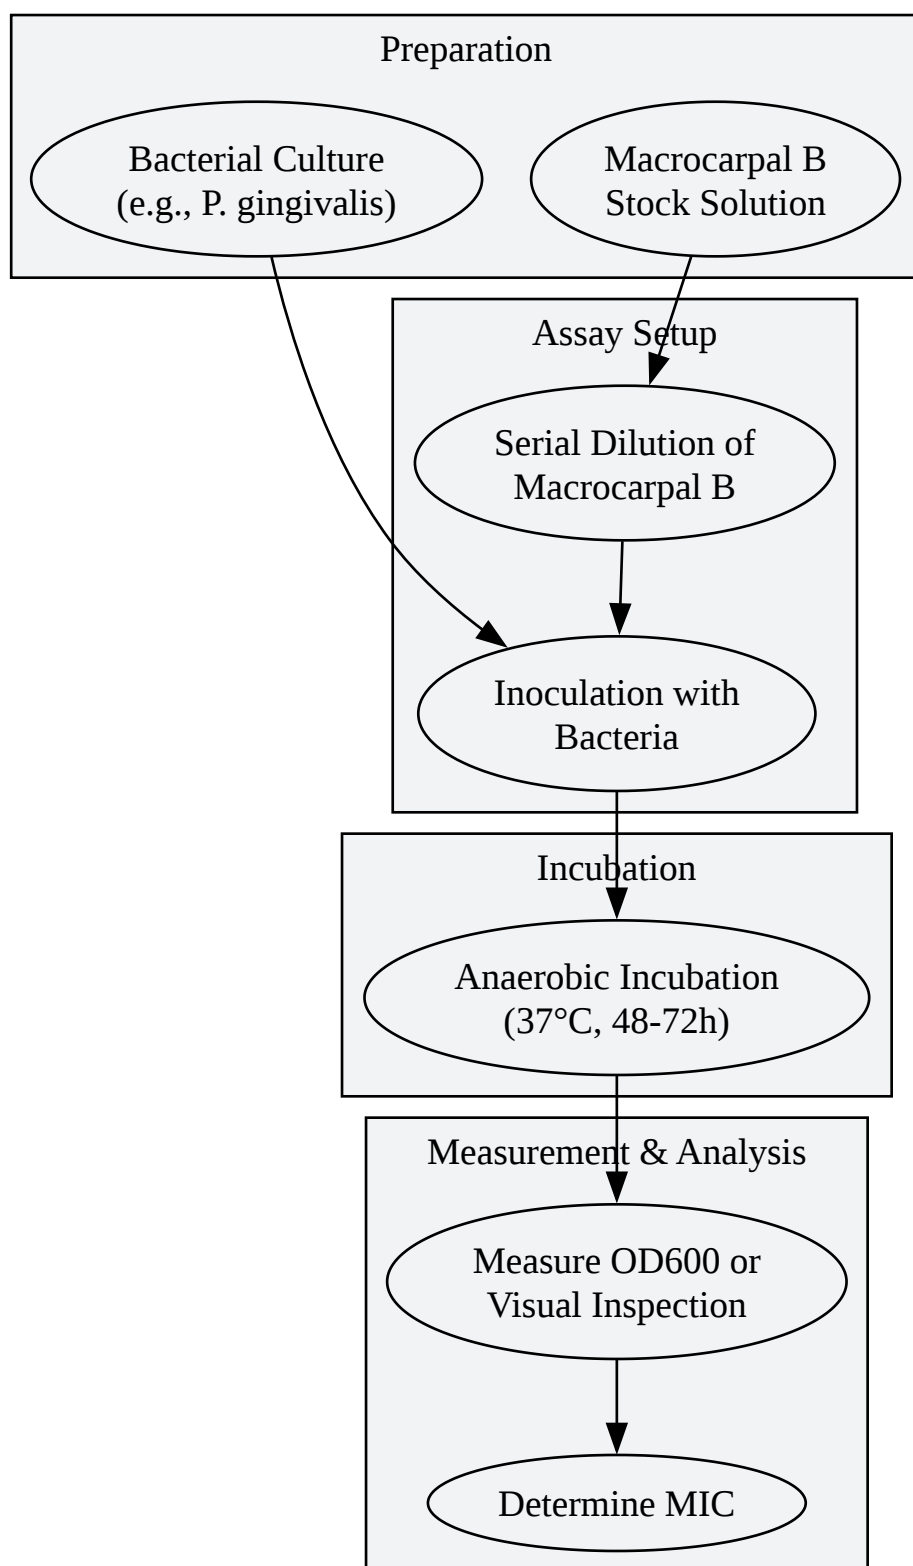 Preparation
Bacterial Culture
(e.g., P. gingivalis)
Macrocarpal B
Stock Solution
Assay Setup
Serial Dilution of
Macrocarpal B
Inoculation with
Bacteria
Incubation
Anaerobic Incubation
(37°C, 48-72h)
Measurement & Analysis
Measure OD600 or
Visual Inspection
Determine MIC